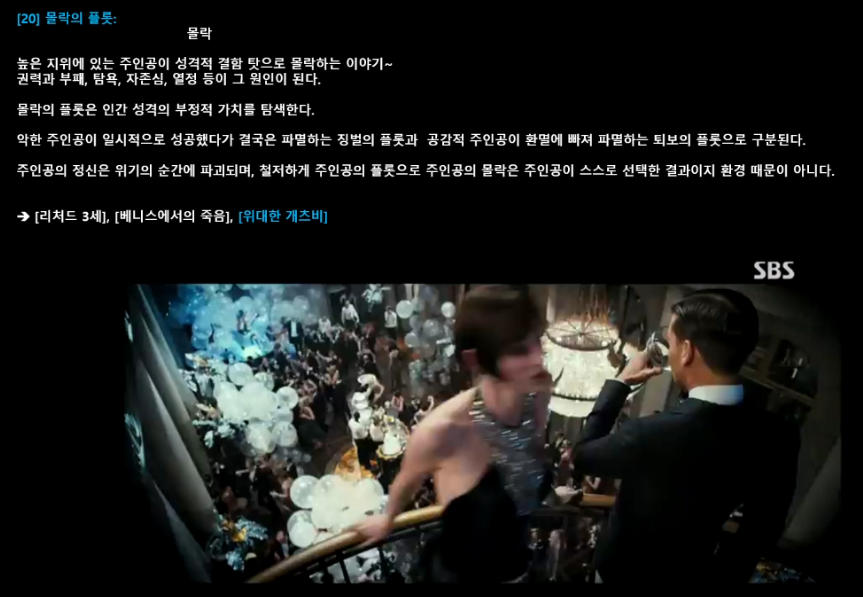 [20] 몰락의 플롯:
몰락
높은 지위에 있는 주인공이 성격적 결함 탓으로 몰락하는 이야기~
권력과 부패, 탐욕, 자존심, 열정 등이 그 원인이 된다.
몰락의 플롯은 인간 성격의 부정적 가치를 탐색한다.
악한 주인공이 일시적으로 성공했다가 결국은 파멸하는 징벌의 플롯과 공감적 주인공이 환멸에 빠져 파멸하는 퇴보의 플롯으로 구분된다.
주인공의 정신은 위기의 순간에 파괴되며, 철저하게 주인공의 플롯으로 주인공의 몰락은 주인공이 스스로 선택한 결과이지 환경 때문이 아니다.
➔ [리처드 3세], [베니스에서의 죽음], [위대한 개츠비]
SBS